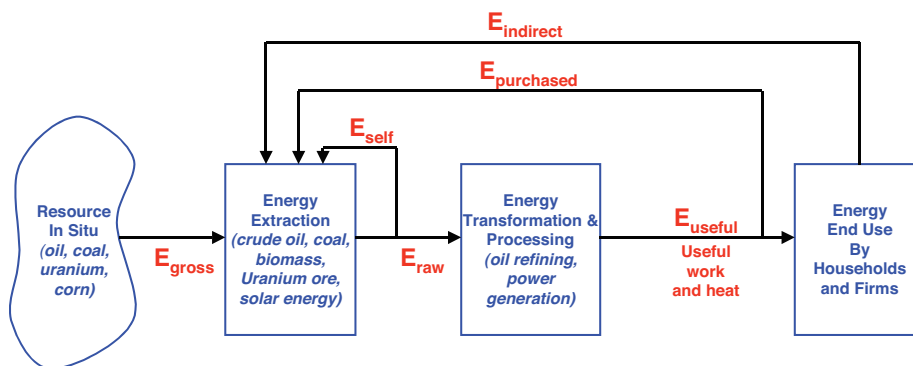 E_indirect
E_purchased
E_self
Resource
In Situ
(oil, coal,
uranium,
corn)
E_gross
Energy
Extraction
(crude oil, coal,
biomass,
Uranium ore,
solar energy)
E_raw
Energy
Transformation &
Processing
(oil refining,
power
generation)
E_useful
Useful
work
and heat
Energy
End Use
By
Households
and Firms